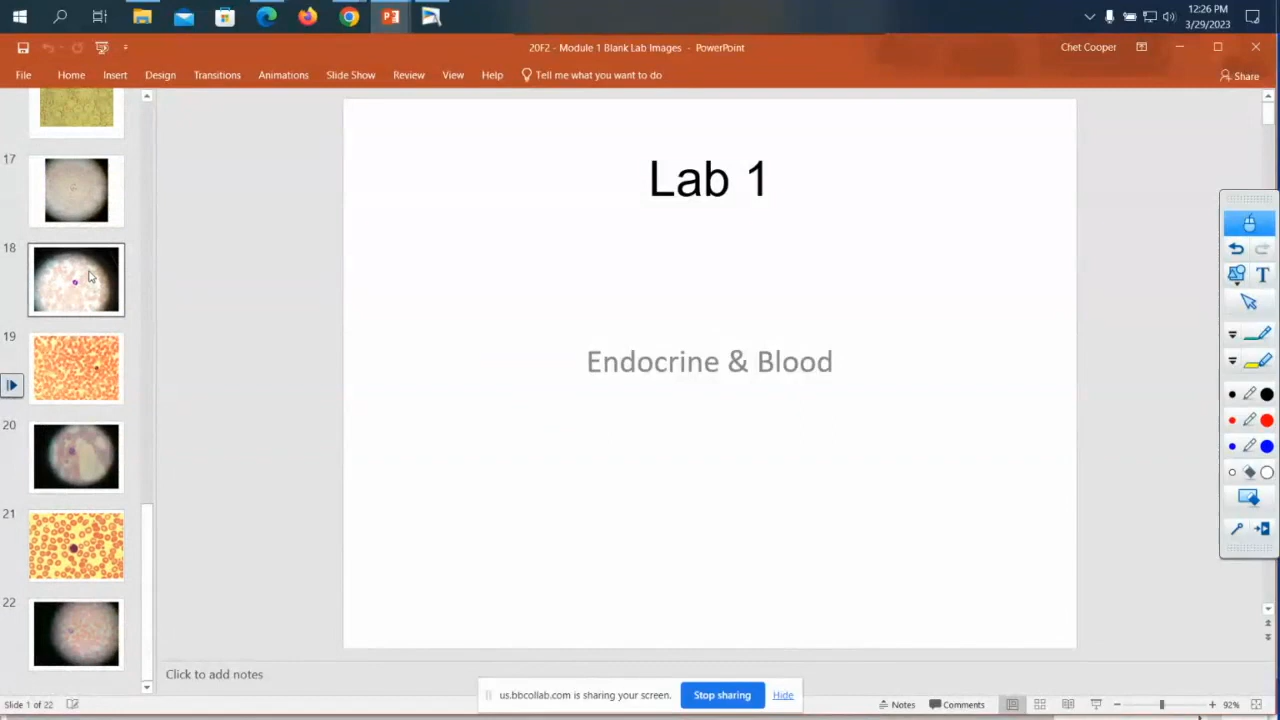 12:26 PM
3/29/2023
20F2 - Module 1 Blank Lab Images - PowerPoint
Chet Cooper
File Home Insert Design Transitions Animations Slide Show Review View Help Tell me what you want to do Share
17
18
19
20
21
22
Lab 1
Endocrine & Blood
T
Click to add notes
us.bbcollab.com is sharing your screen. Stop sharing Hide
Slide 1 of 22 Notes Comments 92%